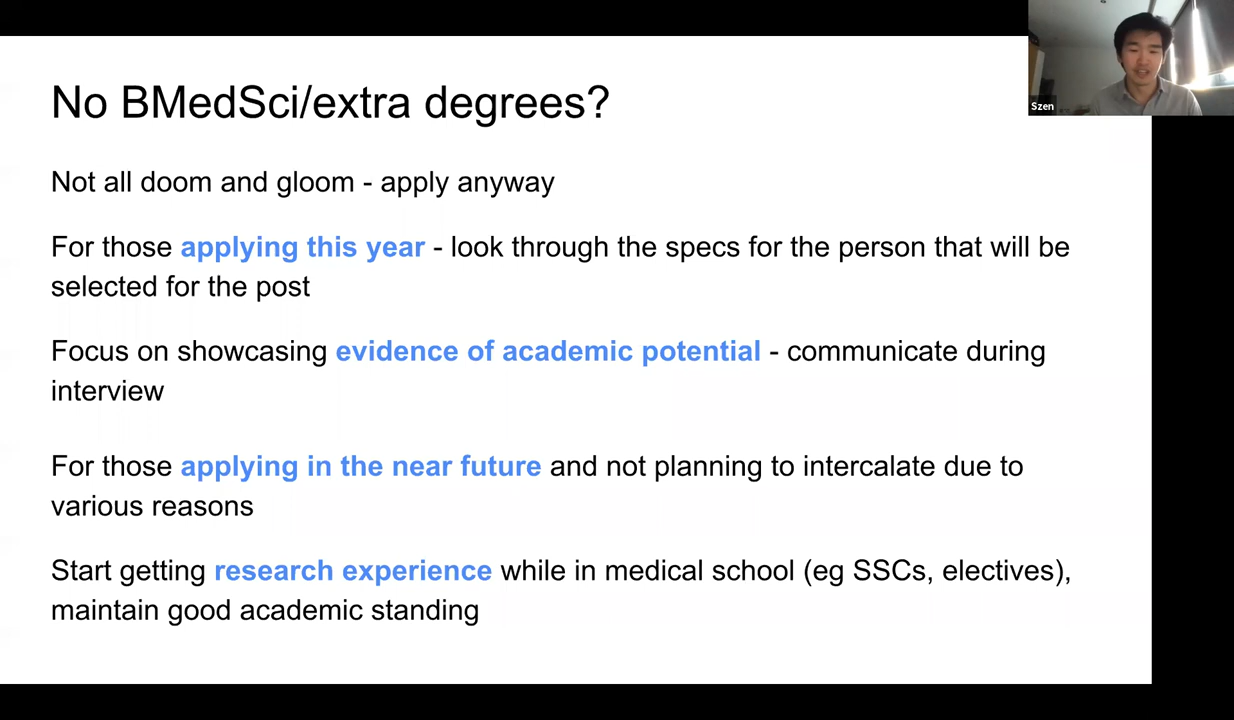 No BMedSci/extra degrees?
Szen
Not all doom and gloom - apply anyway
For those applying this year - look through the specs for the person that will be
selected for the post
Focus on showcasing evidence of academic potential - communicate during
interview
For those applying in the near future and not planning to intercalate due to
various reasons
Start getting research experience while in medical school (eg SSCs, electives),
maintain good academic standing